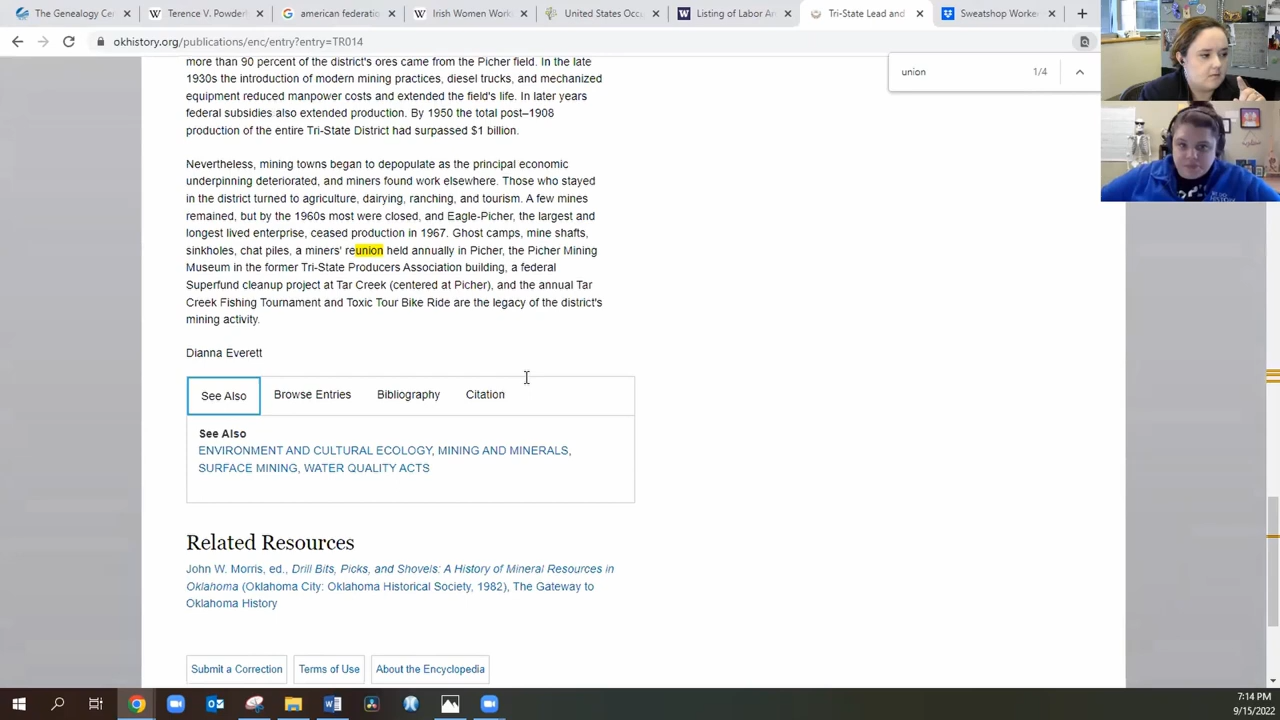 The Genealogy Ce
Terence V. Powderl
american federatio
Irish Women Work
United States Occu
Listing of Labor Ar
Tri-State Lead and
Sweatshop Worke
okhistory.org/publications/enc/entry?entry=TR014
union 1/4
more than 90 percent of the district's ores came from the Picher field. In the late
1930s the introduction of modern mining practices, diesel trucks, and mechanized
equipment reduced manpower costs and extended the field's life. In later years
federal subsidies also extended production. By 1950 the total post–1908
production of the entire Tri-State District had surpassed $1 billion.
Nevertheless, mining towns began to depopulate as the principal economic
underpinning deteriorated, and miners found work elsewhere. Those who stayed
in the district turned to agriculture, dairying, ranching, and tourism. A few mines
remained, but by the 1960s most were closed, and Eagle-Picher, the largest and
longest lived enterprise, ceased production in 1967. Ghost camps, mine shafts,
sinkholes, chat piles, a miners' reunion held annually in Picher, the Picher Mining
Museum in the former Tri-State Producers Association building, a federal
Superfund cleanup project at Tar Creek (centered at Picher), and the annual Tar
Creek Fishing Tournament and Toxic Tour Bike Ride are the legacy of the district's
mining activity.
Dianna Everett
See Also Browse Entries Bibliography Citation
See Also
ENVIRONMENT AND CULTURAL ECOLOGY, MINING AND MINERALS,
SURFACE MINING, WATER QUALITY ACTS
Related Resources
John W. Morris, ed., Drill Bits, Picks, and Shovels: A History of Mineral Resources in
Oklahoma (Oklahoma City: Oklahoma Historical Society, 1982), The Gateway to
Oklahoma History
Submit a Correction Terms of Use About the Encyclopedia
7:14 PM
9/15/2022